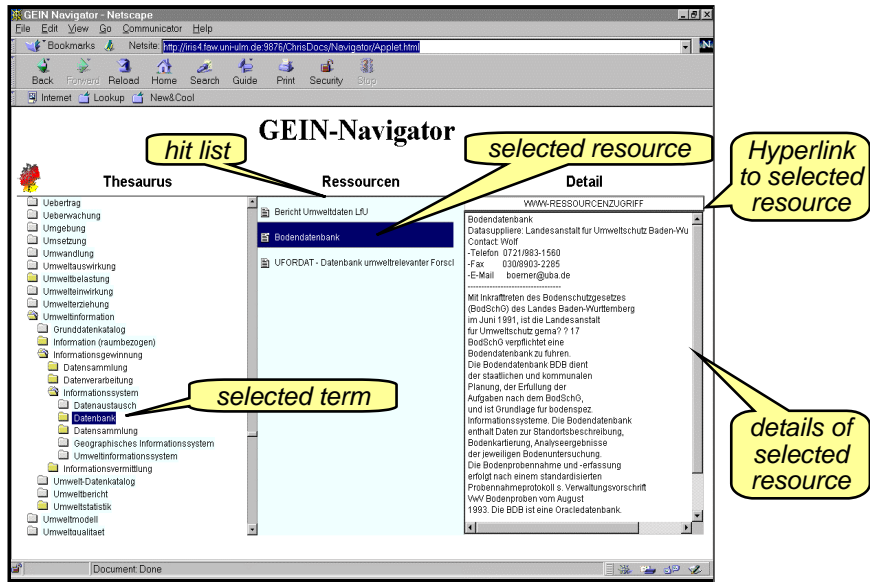 GEIN Navigator - Netscape
File Edit View Go Communicator Help
Bookmarks Netsite: http://iris4.faw.uni-ulm.de:9876/ChrisDocs/Navigator/Applet.html
N
Back Forward Reload Home Search Guide Print Security Stop
Internet Lookup New&Cool
GEIN-Navigator
hit list
selected resource
Hyperlink
to selected
resource
Thesaurus
Ressourcen
Detail
Uebertrag
Ueberwachung
Umgebung
Umsetzung
Umwandlung
Umweltauswirkung
Umweltbelastung
Umwelteinwirkung
Umwelterziehung
Umweltinformation
Grunddatenkatalog
Information (raumbezogen)
Informationsgewinnung
Datensammlung
Datenverarbeitung
Informationssystem
Datenaustausch
Datenbank
Datensammlung
Geographisches Informationssystem
Umweltinformationssystem
Informationsvermittlung
Umwelt-Datenkatalog
Umweltbericht
Umweltstatistik
Umweltmodell
Umweltqualitaet
selected term
Bericht Umweltdaten LfU
Bodendatenbank
UFORDAT - Datenbank umweltrelevanter Forscl
WWW-RESSOURCENZUGRIFF
Bodendatenbank
Datasuppliere: Landesanstalt fur Umweltschutz Baden-Wu
Contact: Wolf
-Telefon 0721/983-1560
-Fax 030/8903-2285
-E-Mail boerner@uba.de
----------------------------------
Mit Inkrafttreten des Bodenschutzgesetzes
(BodSchG) des Landes Baden-Wurttemberg
im Juni 1991, ist die Landesanstalt
fur Umweltschutz gema? ? 17
BodSchG verpflichtet eine
Bodendatenbank zu fuhren.
Die Bodendatenbank BDB dient
der staatlichen und kommunalen
Planung, der Erfullung der
Aufgaben nach dem BodSchG,
und ist Grundlage fur bodenspez.
Informationssysteme. Die Bodendatenbank
enthalt Daten zur Standortsbeschreibung,
Bodenkartierung, Analyseergebnisse
der jeweiligen Bodenuntersuchung.
Die Bodenprobennahme und -erfassung
erfolgt nach einem standardisierten
Probennahmeprotokoll s. Verwaltungsvorschrift
VwV Bodenproben vom August
1993. Die BDB ist eine Oracledatenbank.
details of
selected
resource
Document: Done